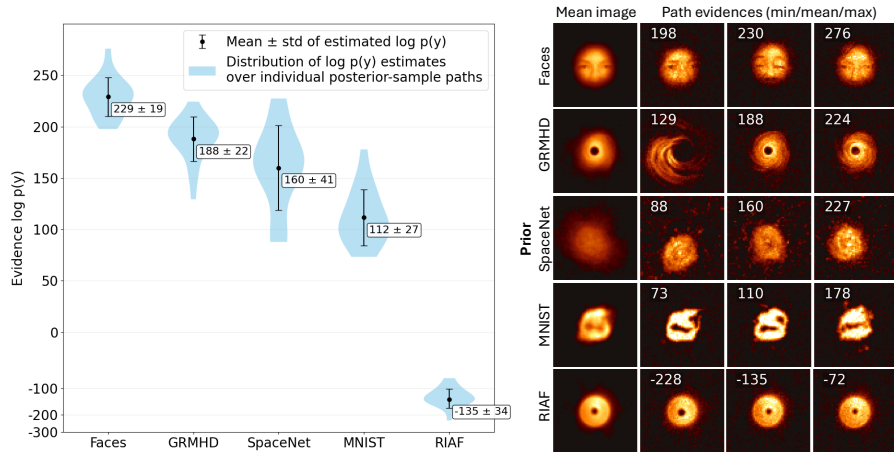 Mean ± std of estimated log p(y)
Distribution of log p(y) estimates
over individual posterior-sample paths
Evidence log p(y)
250
200
150
100
50
0
-100
-200
-300
229 ± 19
188 ± 22
160 ± 41
112 ± 27
-135 ± 34
Faces
GRMHD
SpaceNet
MNIST
RIAF
Mean image
Path evidences (min/mean/max)
Prior
Faces
198
230
276
GRMHD
129
188
224
SpaceNet
88
160
227
MNIST
73
110
178
RIAF
-228
-135
-72